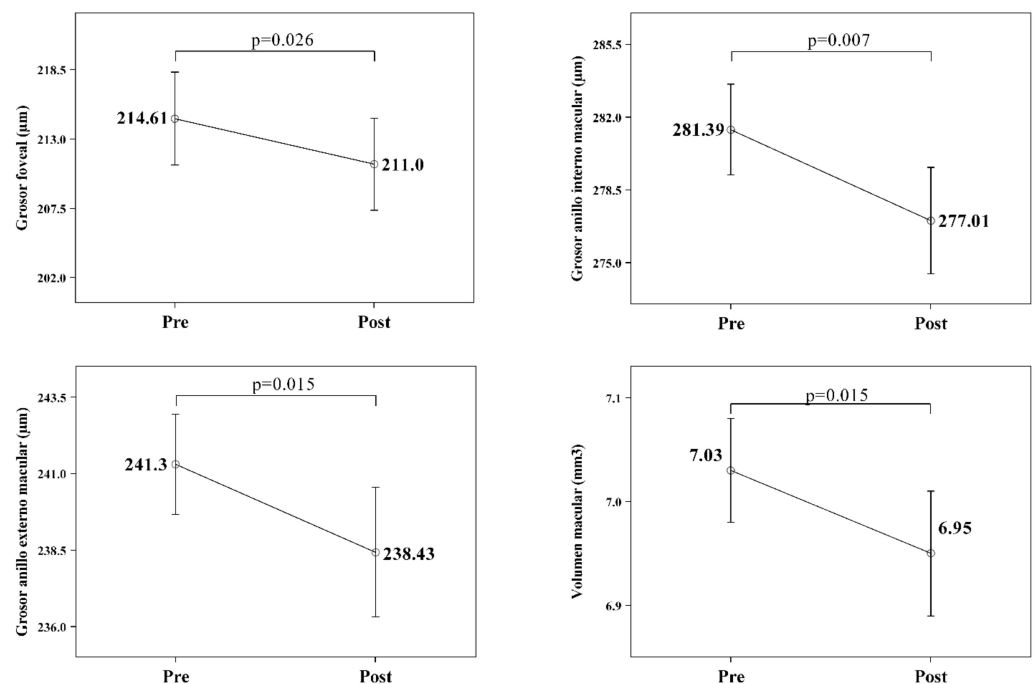 Grosor foveal (µm)
218.5
213.0
207.5
202.0
p=0.026
214.61
211.0
Pre
Post
Grosor anillo interno macular (µm)
285.5
282.0
278.5
275.0
p=0.007
281.39
277.01
Pre
Post
Grosor anillo externo macular (µm)
243.5
241.0
238.5
236.0
p=0.015
241.3
238.43
Pre
Post
Volumen macular (mm3)
7.1
7.0
6.9
p=0.015
7.03
6.95
Pre
Post